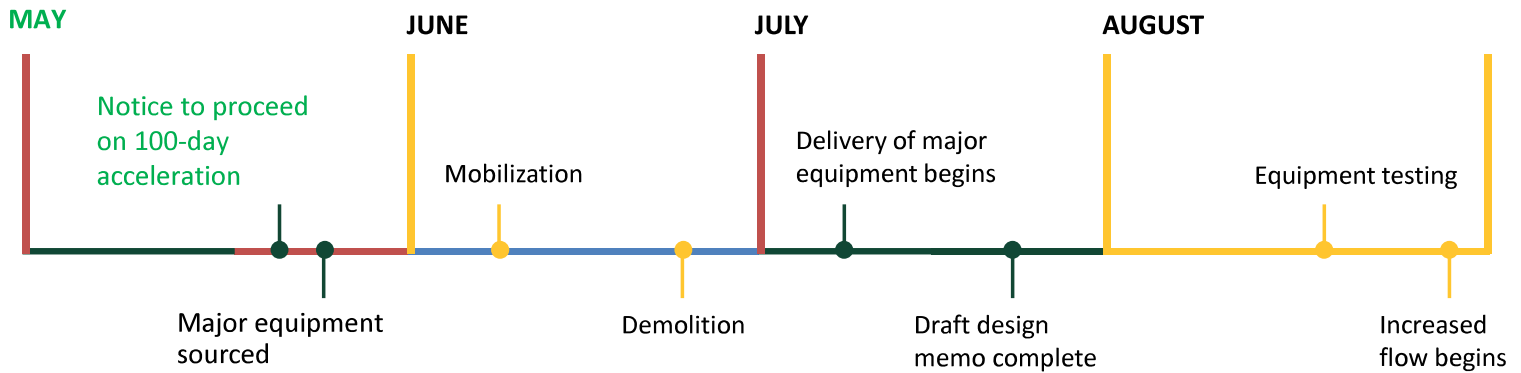 MAY
JUNE
JULY
AUGUST
Notice to proceed
on 100-day
acceleration
Mobilization
Delivery of major
equipment begins
Equipment testing
Major equipment
sourced
Demolition
Draft design
memo complete
Increased
flow begins